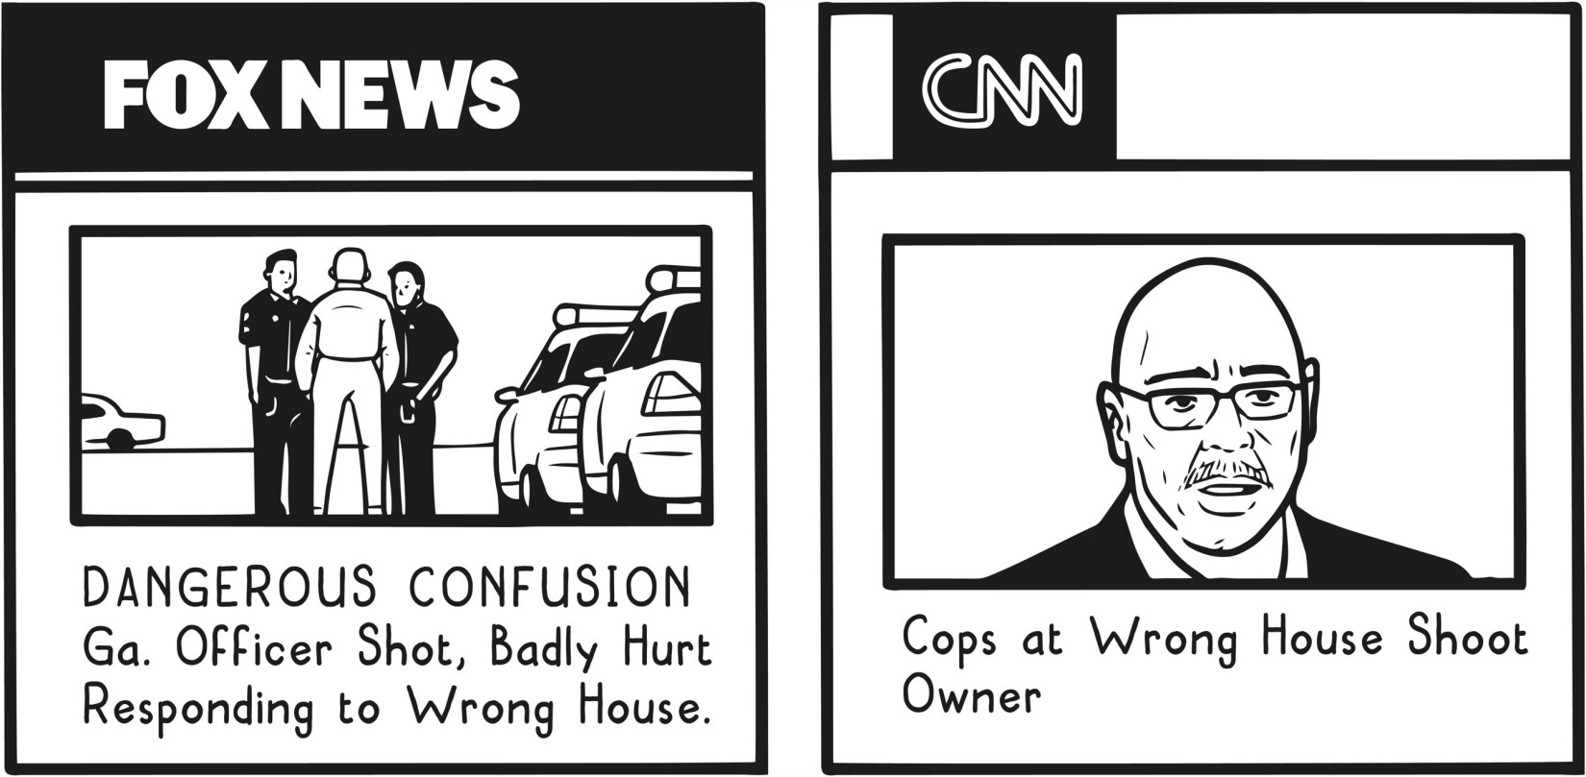 FOX NEWS
DANGEROUS CONFUSION
Ga. Officer Shot, Badly Hurt
Responding to Wrong House.
CNN
Cops at Wrong House Shoot
Owner